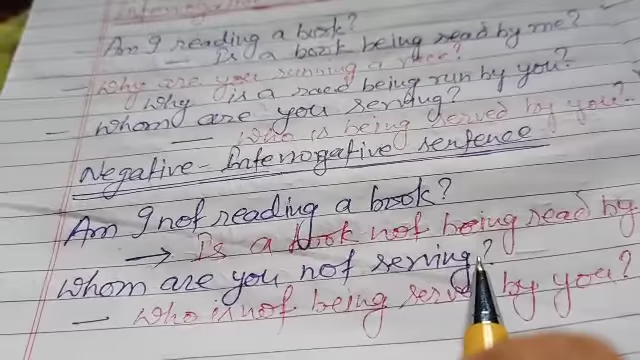 Interrogative
Am I reading a book?
— Is a book being read by me?
- Why are you running a race?
Why is a race being run by you?
- Whom are you serving?
— Who is being served by you?
Negative-Interrogative sentence
Am I not reading a book?
→ Is a book not being read by
Whom are you not serving?
- Who is not being served by you?